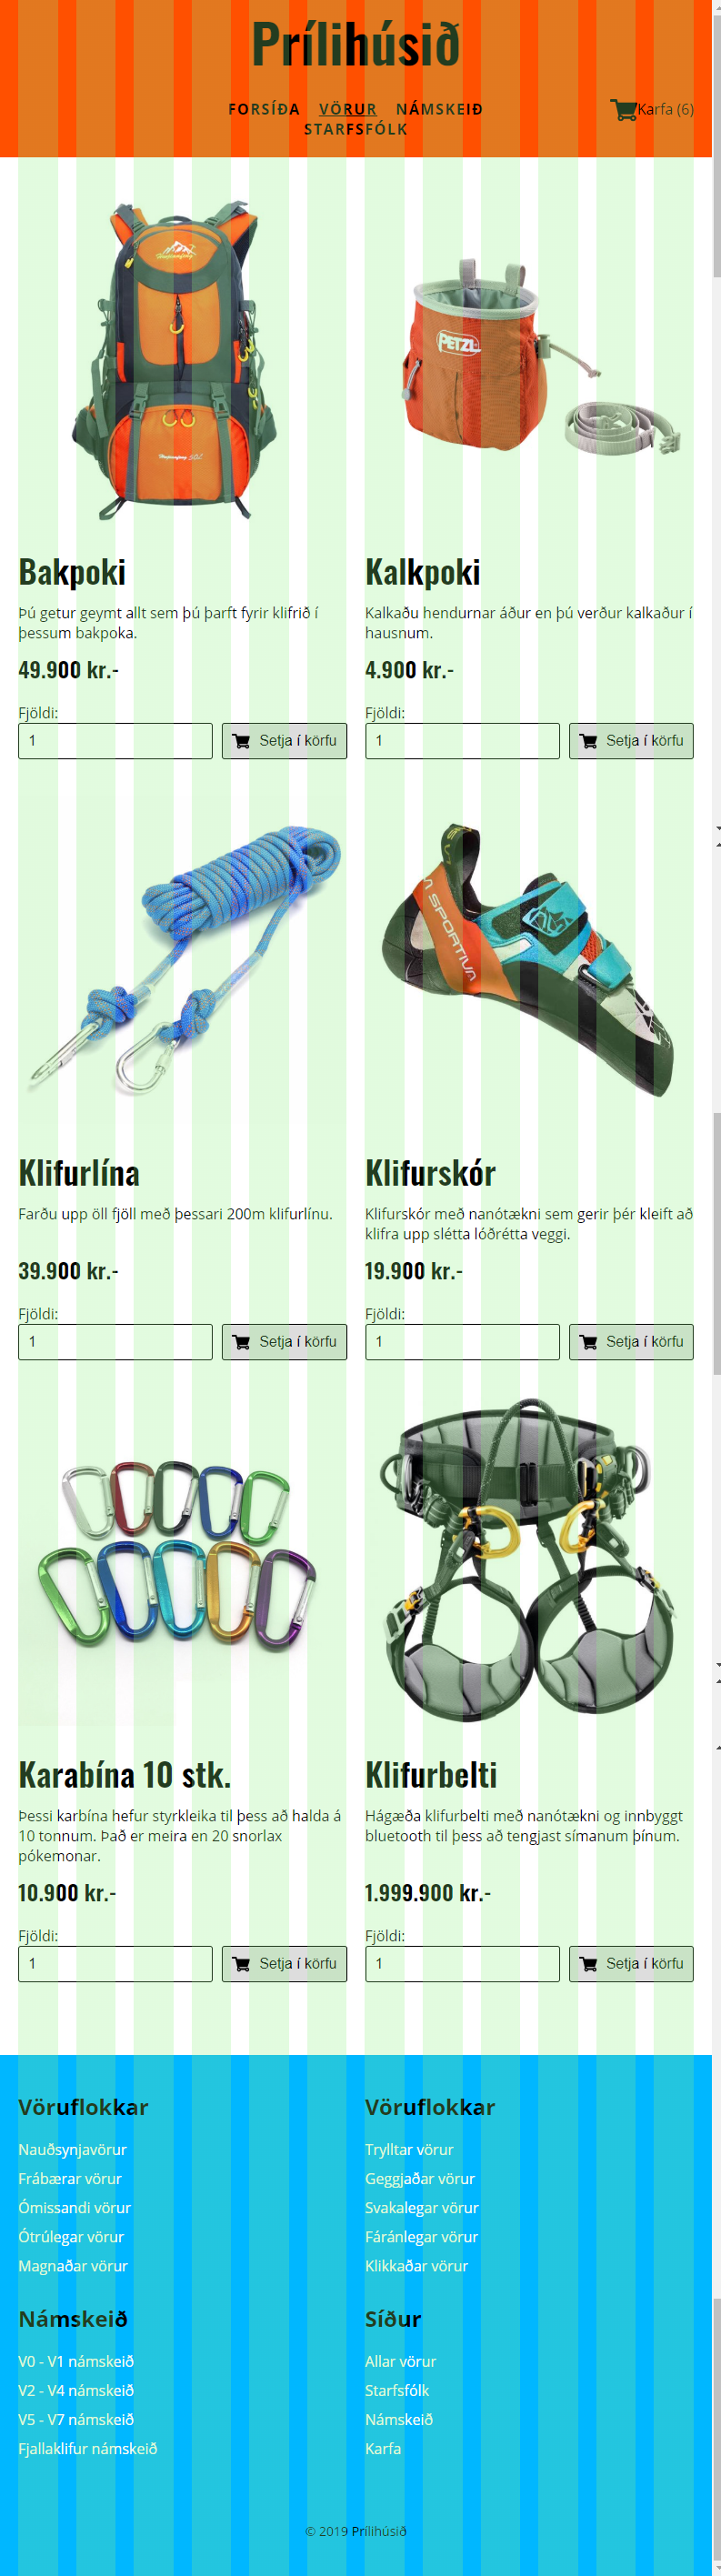 Prílihúsið
FORSÍÐA VÖRUR NÁMSKEIÐ
STARFSFÓLK
Karfa (6)
PETZL
Bakpoki
Þú getur geymt allt sem þú þarft fyrir klifrið í
þessum bakpoka.
49.900 kr.-
Fjöldi:
1
Setja í körfu
Kalkpoki
Kalkaðu hendurnar áður en þú verður kalkaður í
hausnum.
4.900 kr.-
Fjöldi:
1
Setja í körfu
SPORTIVA
Klifurlína
Farðu upp öll fjöll með þessari 200m klifurlínu.
39.900 kr.-
Fjöldi:
1
Setja í körfu
Klifurskór
Klifurskór með nanótækni sem gerir þér kleift að
klifra upp slétta lóðrétta veggi.
19.900 kr.-
Fjöldi:
1
Setja í körfu
Karabína 10 stk.
Þessi karbína hefur styrkleika til þess að halda á
10 tonnum. Það er meira en 20 snorlax
pókemonar.
10.900 kr.-
Fjöldi:
1
Setja í körfu
Klifurbelti
Hágæða klifurbelti með nanótækni og innbyggt
bluetooth til þess að tengjast símanum þínum.
1.999.900 kr.-
Fjöldi:
1
Setja í körfu
Vöruflokkar
Nauðsynjavörur
Frábærar vörur
Ómissandi vörur
Ótrúlegar vörur
Magnaðar vörur
Vöruflokkar
Trylltar vörur
Geggjaðar vörur
Svakalegar vörur
Fáránlegar vörur
Klikkaðar vörur
Námskeið
V0 - V1 námskeið
V2 - V4 námskeið
V5 - V7 námskeið
Fjallaklifur námskeið
Síður
Allar vörur
Starfsfólk
Námskeið
Karfa
© 2019 Prílihúsið